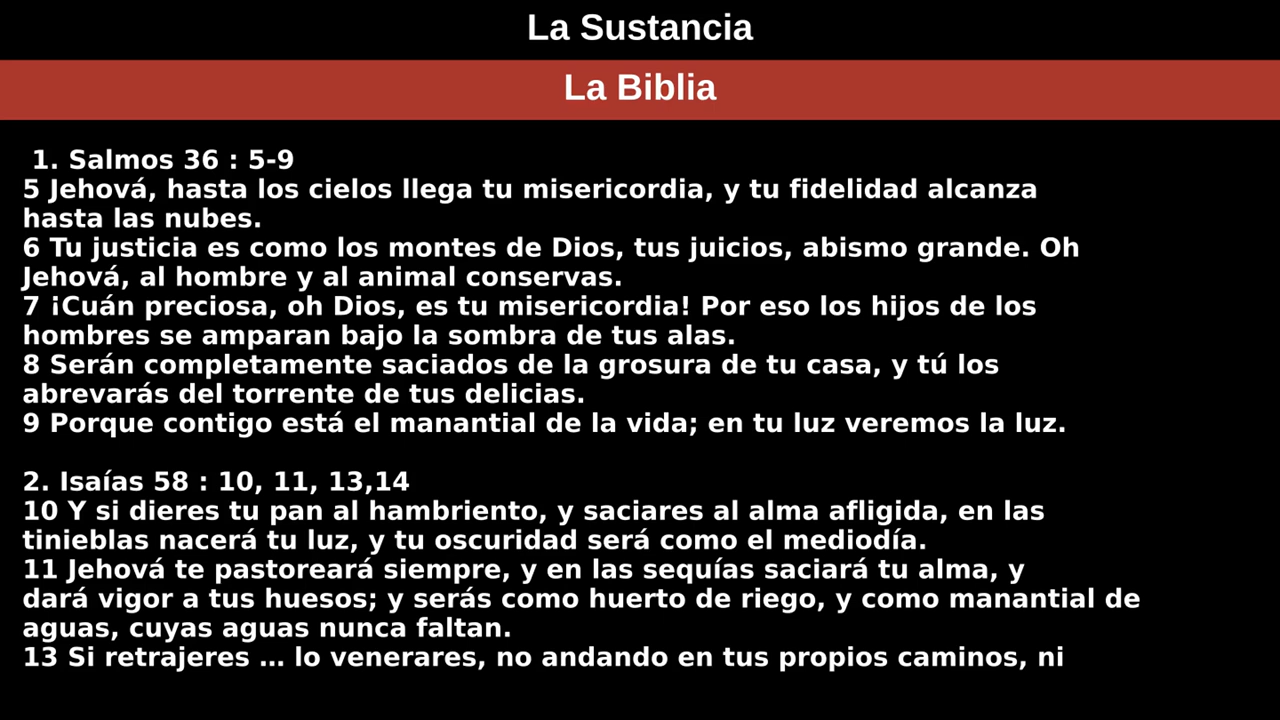 La Sustancia
La Biblia
1. Salmos 36 : 5-9
5 Jehová, hasta los cielos llega tu misericordia, y tu fidelidad alcanza
hasta las nubes.
6 Tu justicia es como los montes de Dios, tus juicios, abismo grande. Oh
Jehová, al hombre y al animal conservas.
7 ¡Cuán preciosa, oh Dios, es tu misericordia! Por eso los hijos de los
hombres se amparan bajo la sombra de tus alas.
8 Serán completamente saciados de la grosura de tu casa, y tú los
abrevarás del torrente de tus delicias.
9 Porque contigo está el manantial de la vida; en tu luz veremos la luz.
2. Isaías 58 : 10, 11, 13,14
10 Y si dieres tu pan al hambriento, y saciares al alma afligida, en las
tinieblas nacerá tu luz, y tu oscuridad será como el mediodía.
11 Jehová te pastoreará siempre, y en las sequías saciará tu alma, y
dará vigor a tus huesos; y serás como huerto de riego, y como manantial de
aguas, cuyas aguas nunca faltan.
13 Si retrajeres … lo venerares, no andando en tus propios caminos, ni